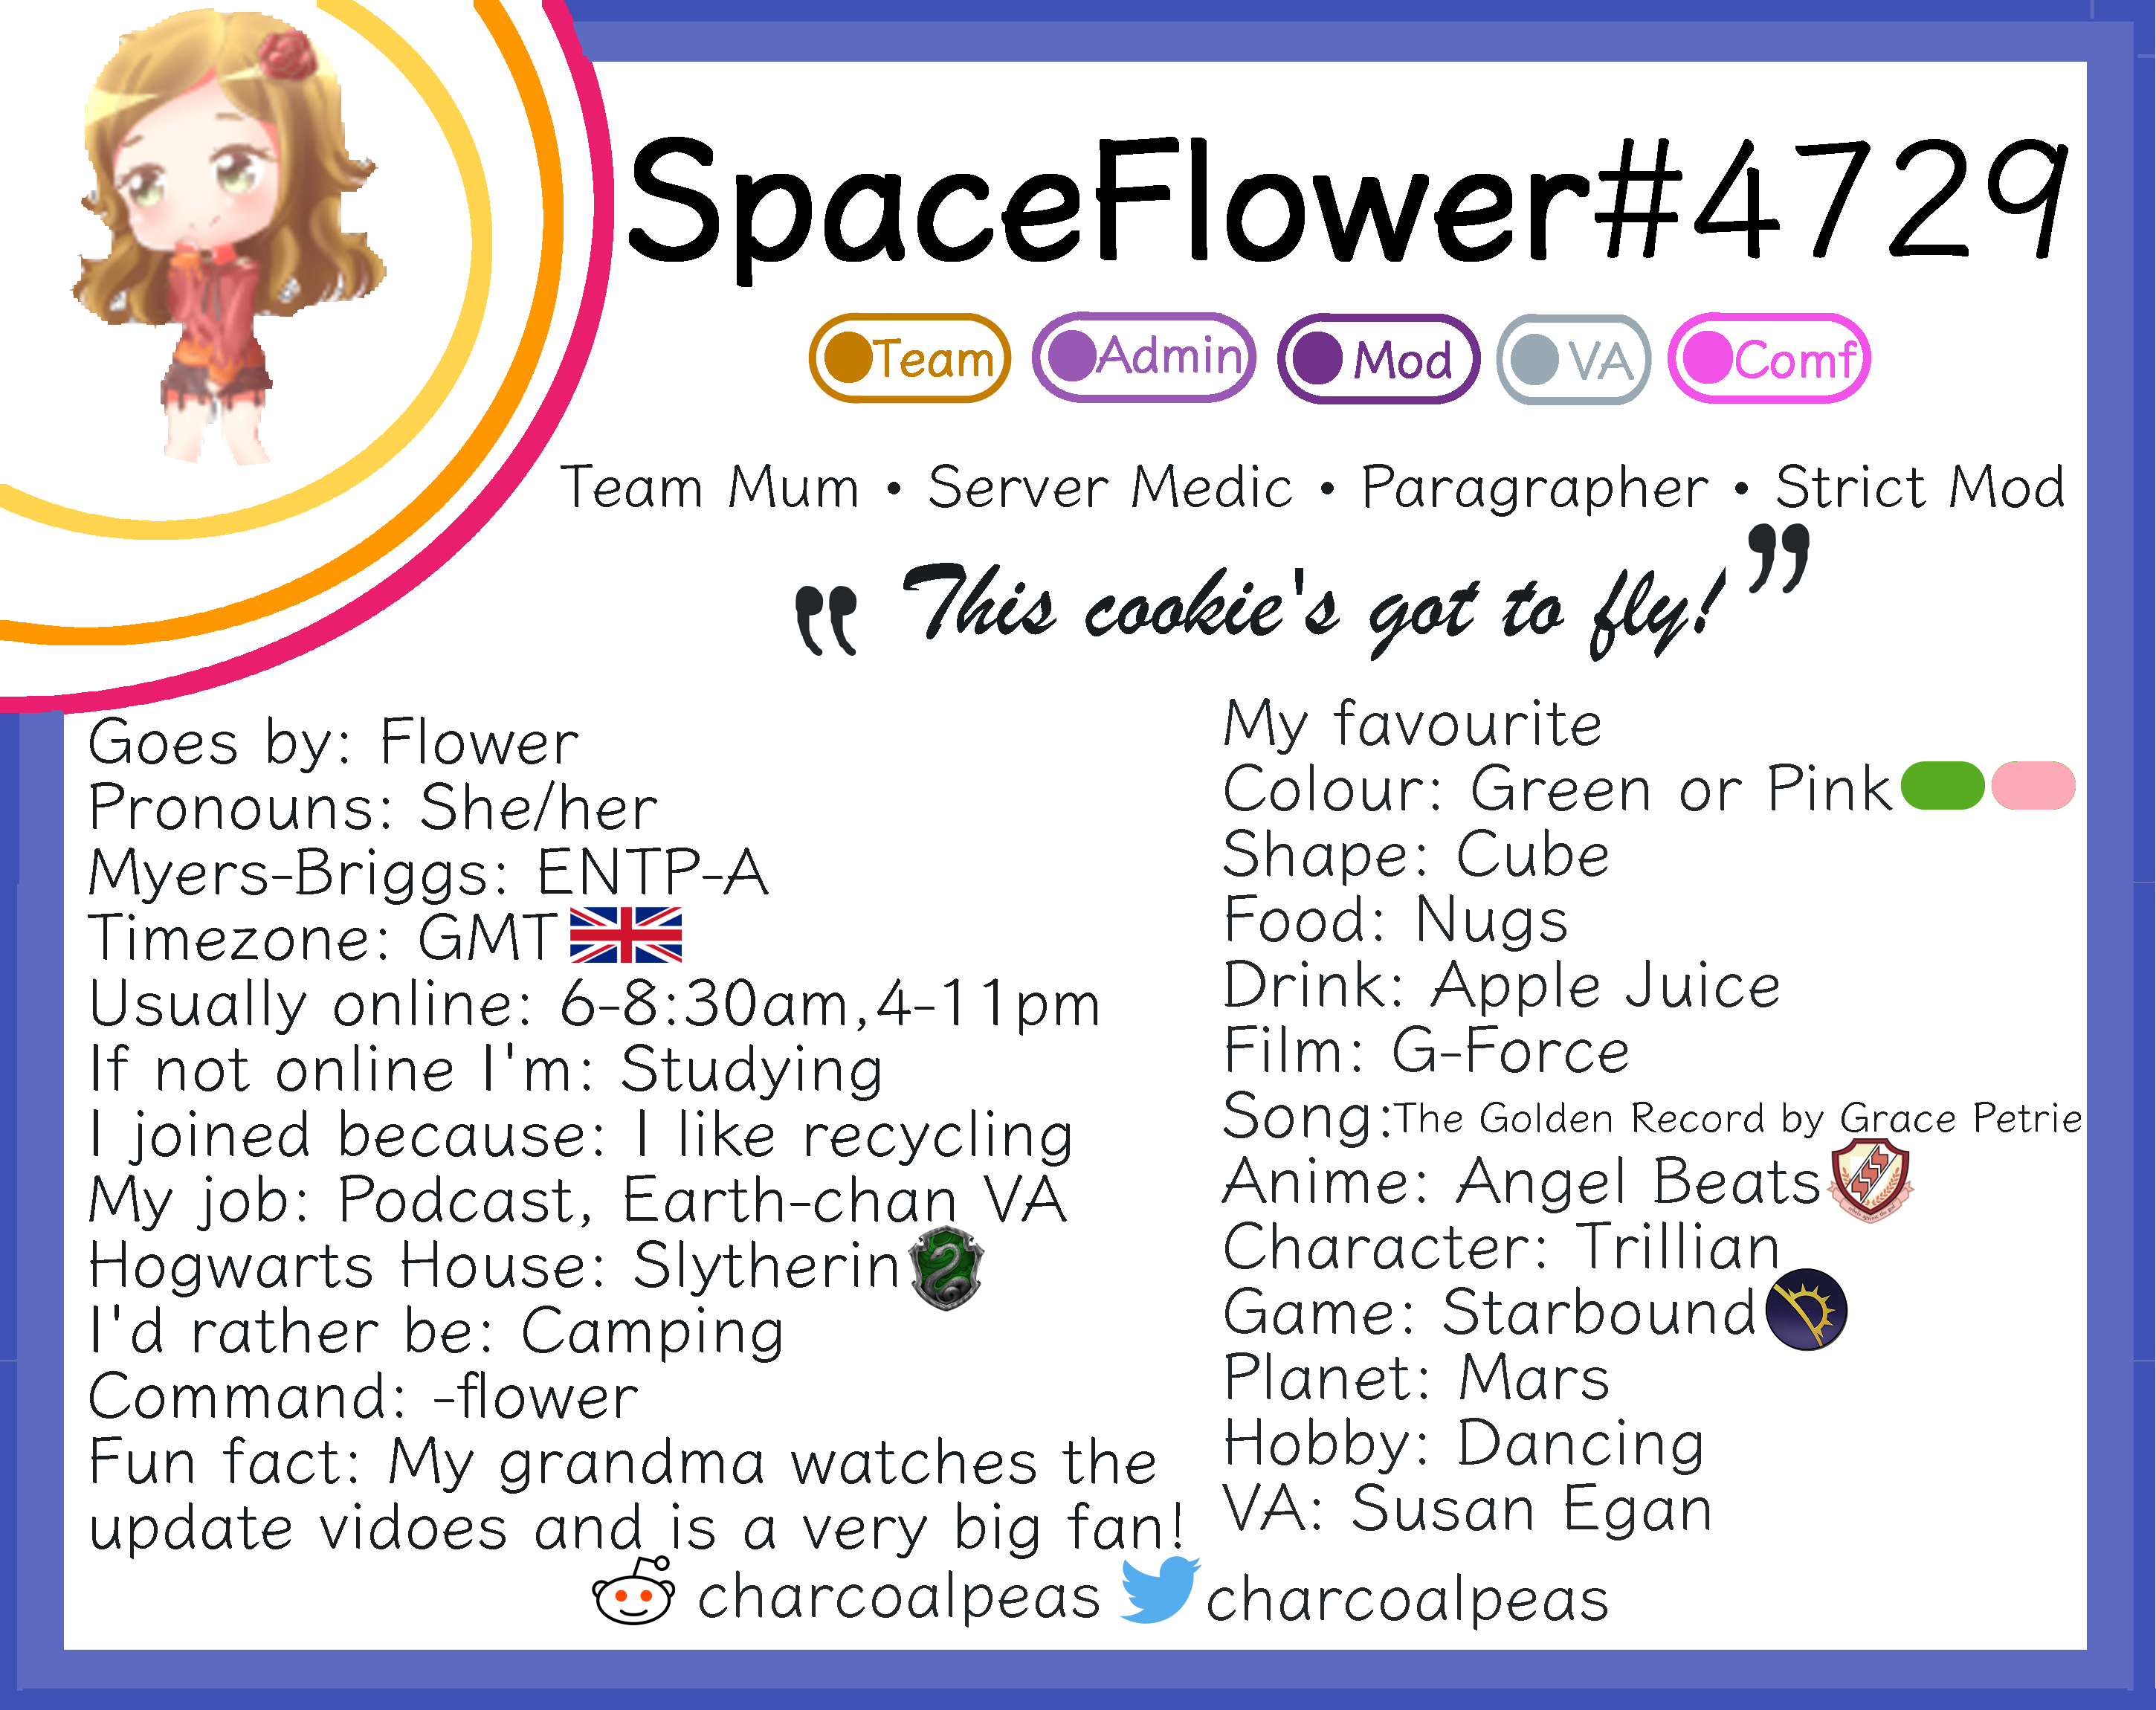 SpaceFlower#4729
Team Admin Mod VA Comf
Team Mum • Server Medic • Paragrapher • Strict Mod
" This cookie's got to fly! "
Goes by: Flower
Pronouns: She/her
Myers-Briggs: ENTP-A
Timezone: GMT
Usually online: 6-8:30am,4-11pm
If not online I'm: Studying
I joined because: I like recycling
My job: Podcast, Earth-chan VA
Hogwarts House: Slytherin
I'd rather be: Camping
Command: -flower
Fun fact: My grandma watches the
update vidoes and is a very big fan!
My favourite
Colour: Green or Pink
Shape: Cube
Food: Nugs
Drink: Apple Juice
Film: G-Force
Song:The Golden Record by Grace Petrie
Anime: Angel Beats
Character: Trillian
Game: Starbound
Planet: Mars
Hobby: Dancing
VA: Susan Egan
charcoalpeas charcoalpeas